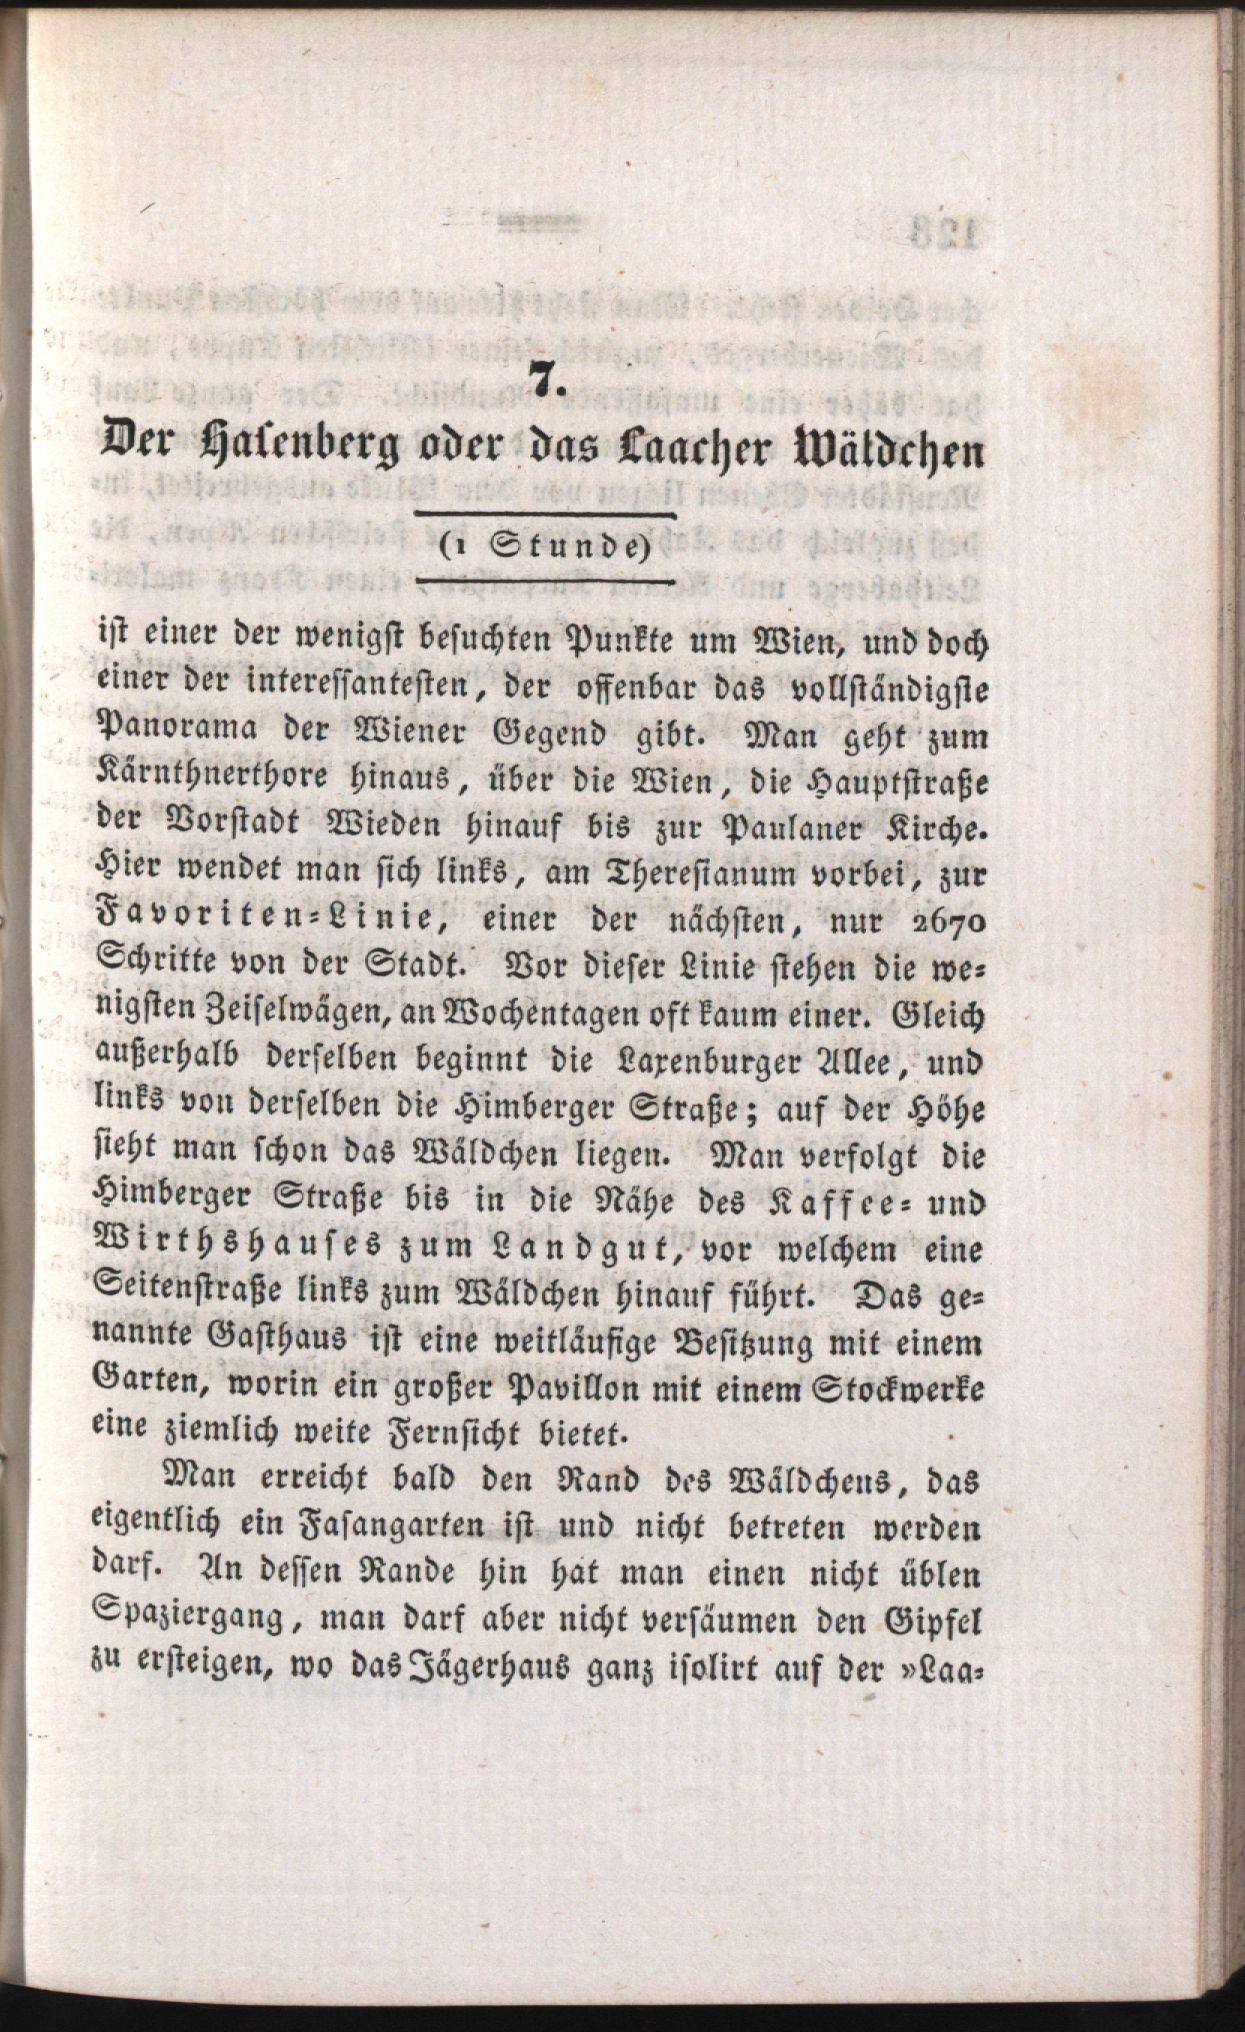 7.
Der Hasenberg oder das Laacher Wäldchen
(1 Stunde)
ist einer der wenigst besuchten Punkte um Wien, und doch
einer der interessantesten, der offenbar das vollständigste
Panorama der Wiener Gegend gibt. Man geht zum
Kärnthnerthore hinaus, über die Wien, die Hauptstraße
der Vorstadt Wieden hinauf bis zur Paulaner Kirche.
Hier wendet man sich links, am Theresianum vorbei, zur
Favoriten-Linie, einer der nächsten, nur 2670
Schritte von der Stadt. Vor dieser Linie stehen die we-
nigsten Zeiselwägen, an Wochentagen oft kaum einer. Gleich
außerhalb derselben beginnt die Laxenburger Allee, und
links von derselben die Himberger Straße; auf der Höhe
sieht man schon das Wäldchen liegen. Man verfolgt die
Himberger Straße bis in die Nähe des Kaffee- und
Wirthshauses zum Landgut, vor welchem eine
Seitenstraße links zum Wäldchen hinauf führt. Das ge-
nannte Gasthaus ist eine weitläufige Besitzung mit einem
Garten, worin ein großer Pavillon mit einem Stockwerke
eine ziemlich weite Fernsicht bietet.
Man erreicht bald den Rand des Wäldchens, das
eigentlich ein Fasangarten ist und nicht betreten werden
darf. An dessen Rande hin hat man einen nicht üblen
Spaziergang, man darf aber nicht versäumen den Gipfel
zu ersteigen, wo das Jägerhaus ganz isolirt auf der »Laa-